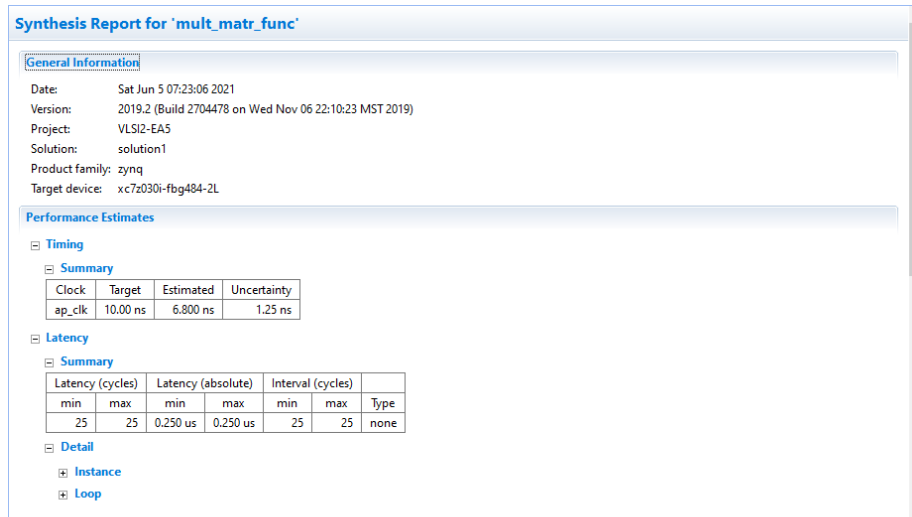 Synthesis Report for 'mult_matr_func'
General Information
Date: Sat Jun 5 07:23:06 2021
Version: 2019.2 (Build 2704478 on Wed Nov 06 22:10:23 MST 2019)
Project: VLSI2-EA5
Solution: solution1
Product family: zynq
Target device: xc7z030i-fbg484-2L
Performance Estimates
Timing
Summary
Clock Target Estimated Uncertainty
ap_clk 10.00 ns 6.800 ns 1.25 ns
Latency
Summary
Latency (cycles) Latency (absolute) Interval (cycles)
min max min max min max Type
25 25 0.250 us 0.250 us 25 25 none
Detail
Instance
Loop